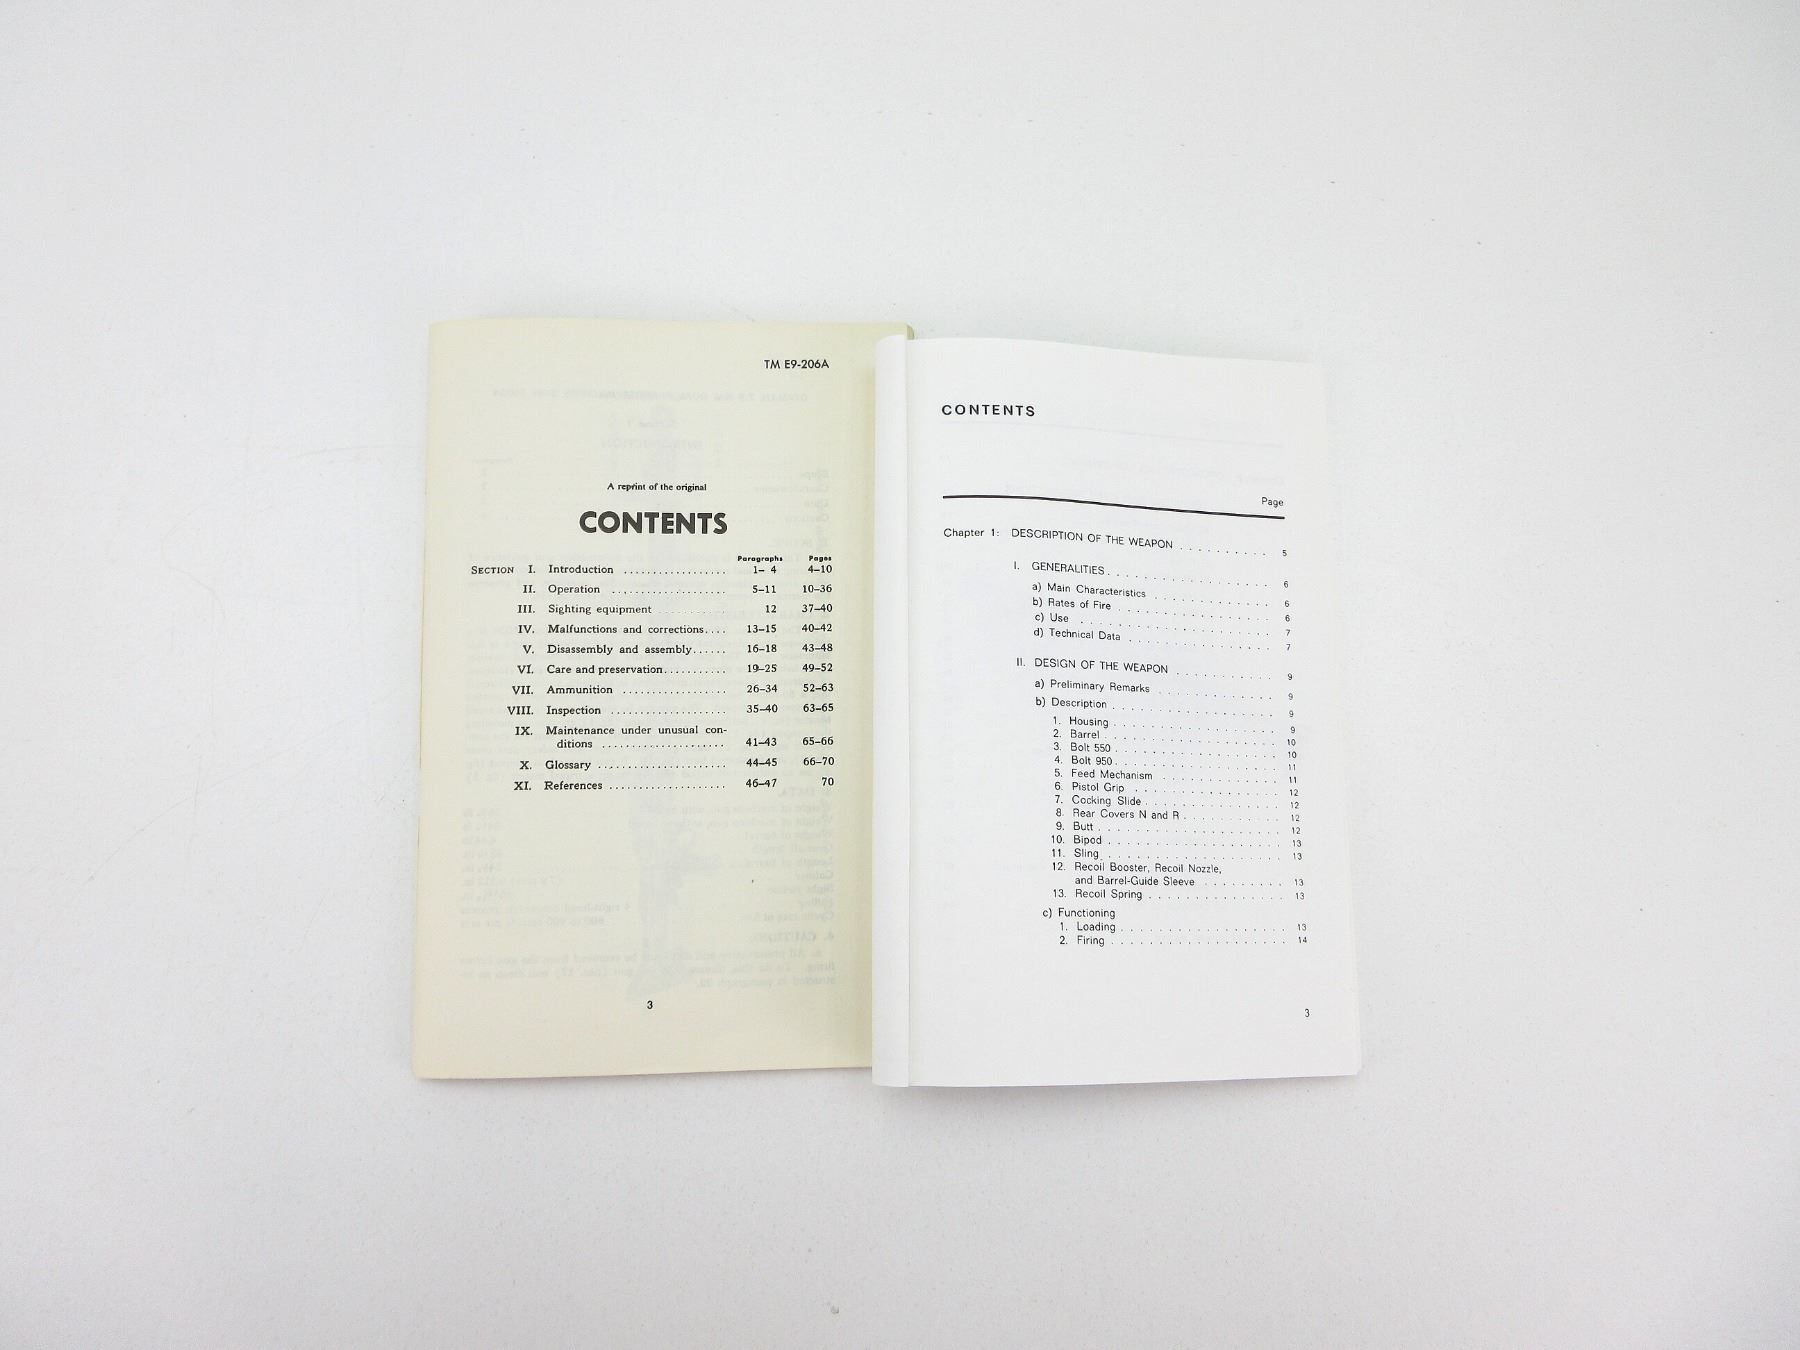 TM E9-206A
A reprint of the original
CONTENTS
Paragraphs Pages
SECTION I. Introduction .................. 1– 4 4–10
II. Operation .................... 5–11 10–36
III. Sighting equipment ........... 12 37–40
IV. Malfunctions and corrections.... 13–15 40–42
V. Disassembly and assembly...... 16–18 43–48
VI. Care and preservation........... 19–25 49–52
VII. Ammunition .................. 26–34 52–63
VIII. Inspection .................... 35–40 63–65
IX. Maintenance under unusual con-
ditions ...................... 41–43 65–66
X. Glossary ...................... 44–45 66–70
XI. References .................... 46–47 70
3
CONTENTS
Page
Chapter 1: DESCRIPTION OF THE WEAPON .......... 5
I. GENERALITIES. .................. 6
a) Main Characteristics ............. 6
b) Rates of Fire ................. 6
c) Use ..................... 7
d) Technical Data ................ 7
II. DESIGN OF THE WEAPON ........... 9
a) Preliminary Remarks ............. 9
b) Description ................. 9
1. Housing ................. 9
2. Barrel .................. 10
3. Bolt 550 ................. 10
4. Bolt 950 ................. 11
5. Feed Mechanism ............. 11
6. Pistol Grip ................ 12
7. Cocking Slide ............... 12
8. Rear Covers N and R ........... 12
9. Butt ................... 12
10. Bipod .................. 13
11. Sling .................. 13
12. Recoil Booster, Recoil Nozzle,
and Barrel-Guide Sleeve ......... 13
13. Recoil Spring ............... 13
c) Functioning
1. Loading ................. 13
2. Firing .................. 14
3